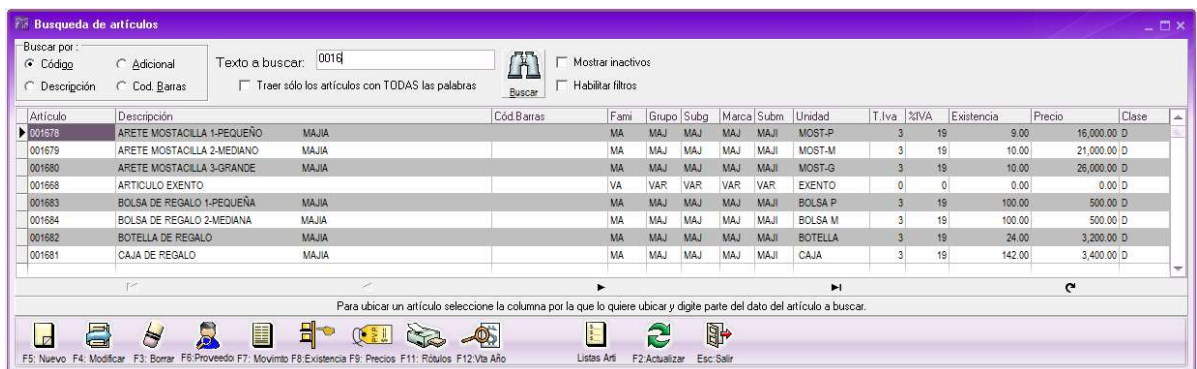 Busqueda de artículos
Buscar por :
Código Adicional Texto a buscar: 0016 Mostrar inactivos
Descripción Cod. Barras Traer sólo los artículos con TODAS las palabras Buscar Habilitar filtros
Artículo Descripción Cód.Barras Fami Grupo Subg Marca Subm Unidad T.Iva %IVA Existencia Precio Clase
001678 ARETE MOSTACILLA 1-PEQUEÑO MAJIA MA MAJ MAJ MAJ MAJI MOST-P 3 19 9.00 16,000.00 D
001679 ARETE MOSTACILLA 2-MEDIANO MAJIA MA MAJ MAJ MAJ MAJI MOST-M 3 19 10.00 21,000.00 D
001680 ARETE MOSTACILLA 3-GRANDE MAJIA MA MAJ MAJ MAJ MAJI MOST-G 3 19 10.00 26,000.00 D
001668 ARTICULO EXENTO VA VAR VAR VAR VAR EXENTO 0 0 0.00 0.00 D
001683 BOLSA DE REGALO 1-PEQUEÑA MAJIA MA MAJ MAJ MAJ MAJI BOLSA P 3 19 100.00 500.00 D
001684 BOLSA DE REGALO 2-MEDIANA MAJIA MA MAJ MAJ MAJ MAJI BOLSA M 3 19 100.00 500.00 D
001682 BOTELLA DE REGALO MAJIA MA MAJ MAJ MAJ MAJI BOTELLA 3 19 24.00 3,200.00 D
001681 CAJA DE REGALO MAJIA MA MAJ MAJ MAJ MAJI CAJA 3 19 142.00 3,400.00 D
Para ubicar un artículo seleccione la columna por la que lo quiere ubicar y digite parte del dato del artículo a buscar.
F5: Nuevo F4: Modificar F3: Borrar F6:Proveedo F7: Movimto F8:Existencia F9: Precios F11: Rótulos F12:Vta Año Listas Arti F2:Actualizar Esc:Salir